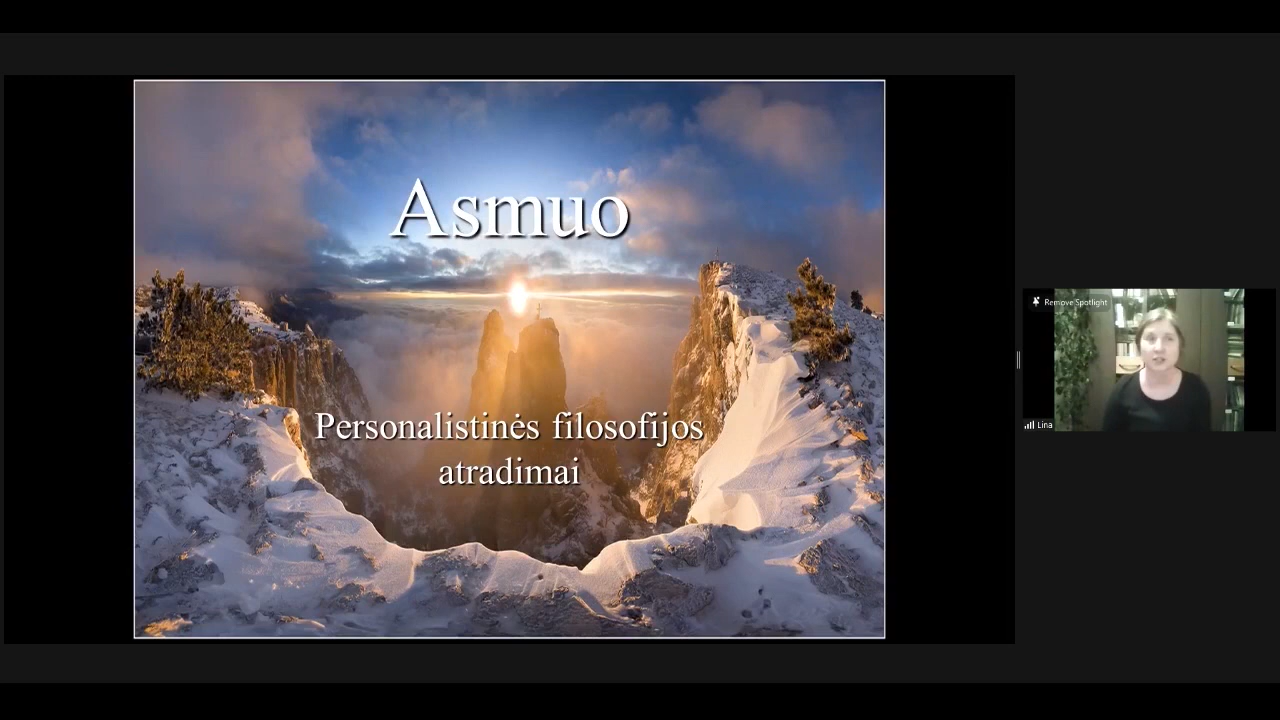 Asmuo
Personalistinės filosofijos
atradimai
Remove Spotlight
Lina